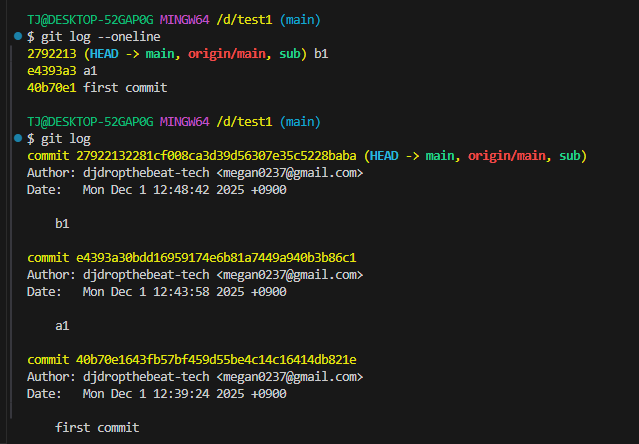 TJ@DESKTOP-52GAP0G MINGW64 /d/test1 (main)
$ git log --oneline
2792213 (HEAD -> main, origin/main, sub) b1
e4393a3 a1
40b70e1 first commit
TJ@DESKTOP-52GAP0G MINGW64 /d/test1 (main)
$ git log
commit 27922132281cf008ca3d39d56307e35c5228baba (HEAD -> main, origin/main, sub)
Author: djdropthebeat-tech <megan0237@gmail.com>
Date:   Mon Dec 1 12:48:42 2025 +0900
b1
commit e4393a30bdd16959174e6b81a7449a940b3b86c1
Author: djdropthebeat-tech <megan0237@gmail.com>
Date:   Mon Dec 1 12:43:58 2025 +0900
a1
commit 40b70e1643fb57bf459d55be4c14c16414db821e
Author: djdropthebeat-tech <megan0237@gmail.com>
Date:   Mon Dec 1 12:39:24 2025 +0900
first commit